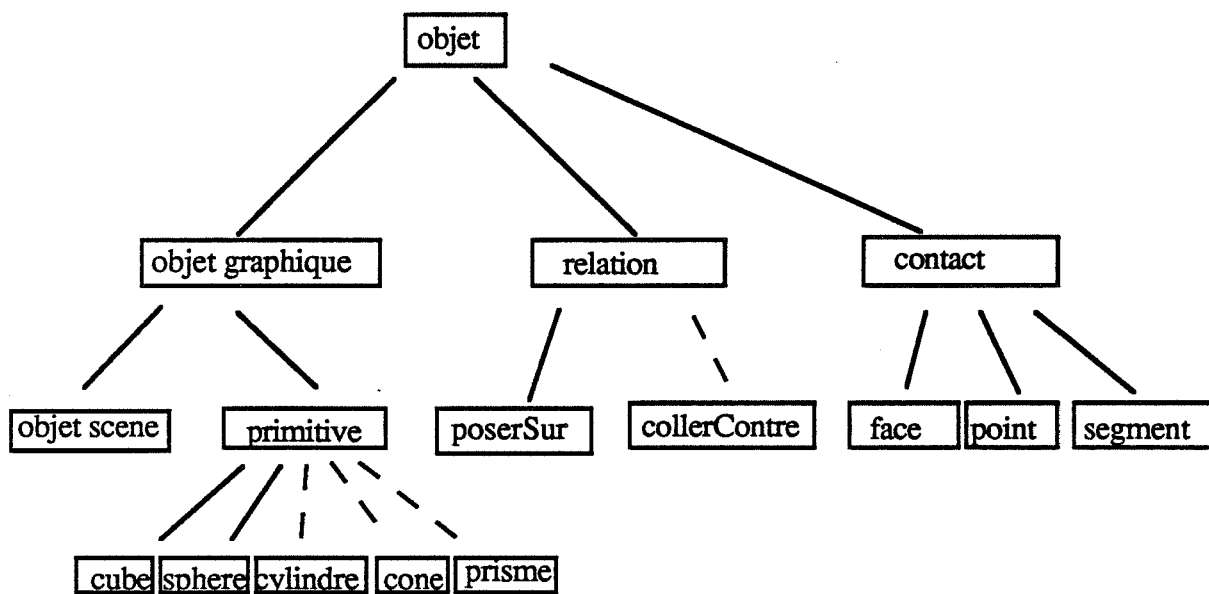 objet
objet graphique
relation
contact
objet scene
primitive
poserSur
collerContre
face
point
segment
cube
sphere
cylindre
cone
prisme